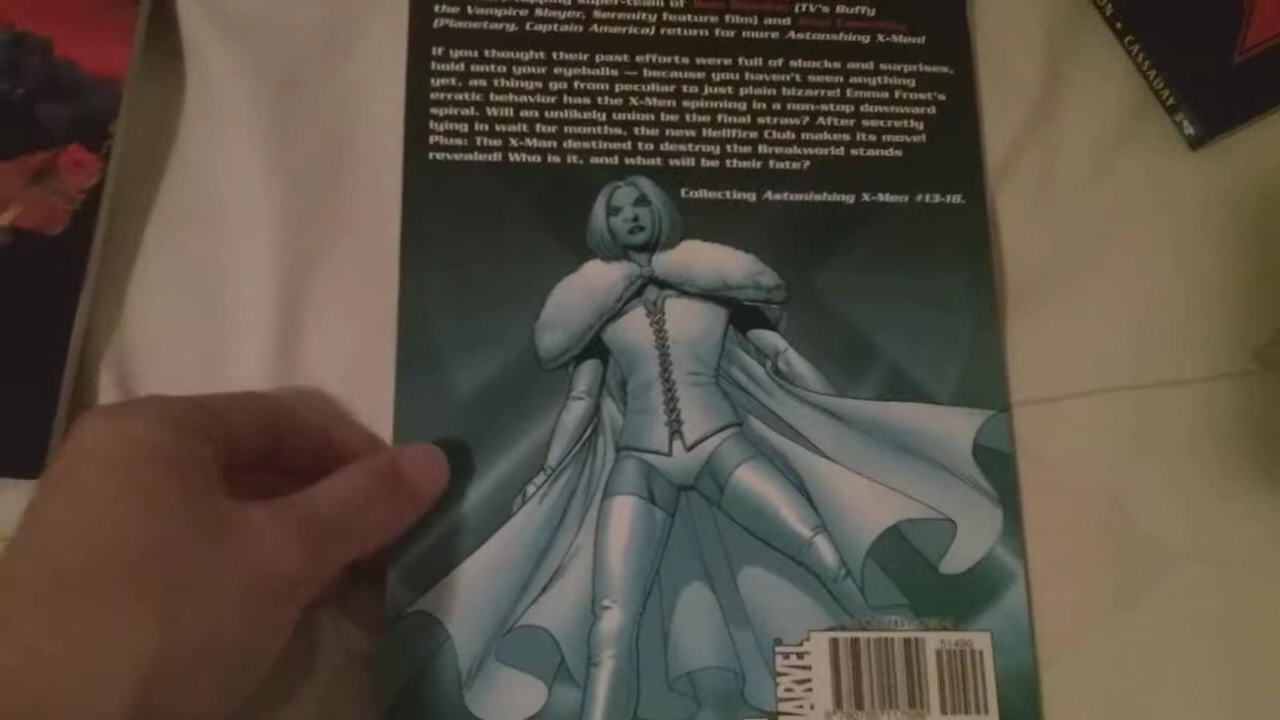 super-team of (TV's Buffy
the Vampire Slayer, Serenity feature film) and
(Planetary, Captain America) return for more Astonishing X-Men!
If you thought their past efforts were full of shocks and surprises,
hold onto your eyeballs — because you haven't seen anything
yet, as things go from peculiar to just plain bizarre! Emma Frost's
erratic behavior has the X-Men spinning in a non-stop downward
spiral. Will an unlikely union be the final straw? After secretly
lying in wait for months, the new Hellfire Club makes its move!
Plus: The X-Man destined to destroy the Breakworld stands
revealed! Who is it, and what will be their fate?
Collecting Astonishing X-Men #13-18.
CASSADAY
MARVEL
51499